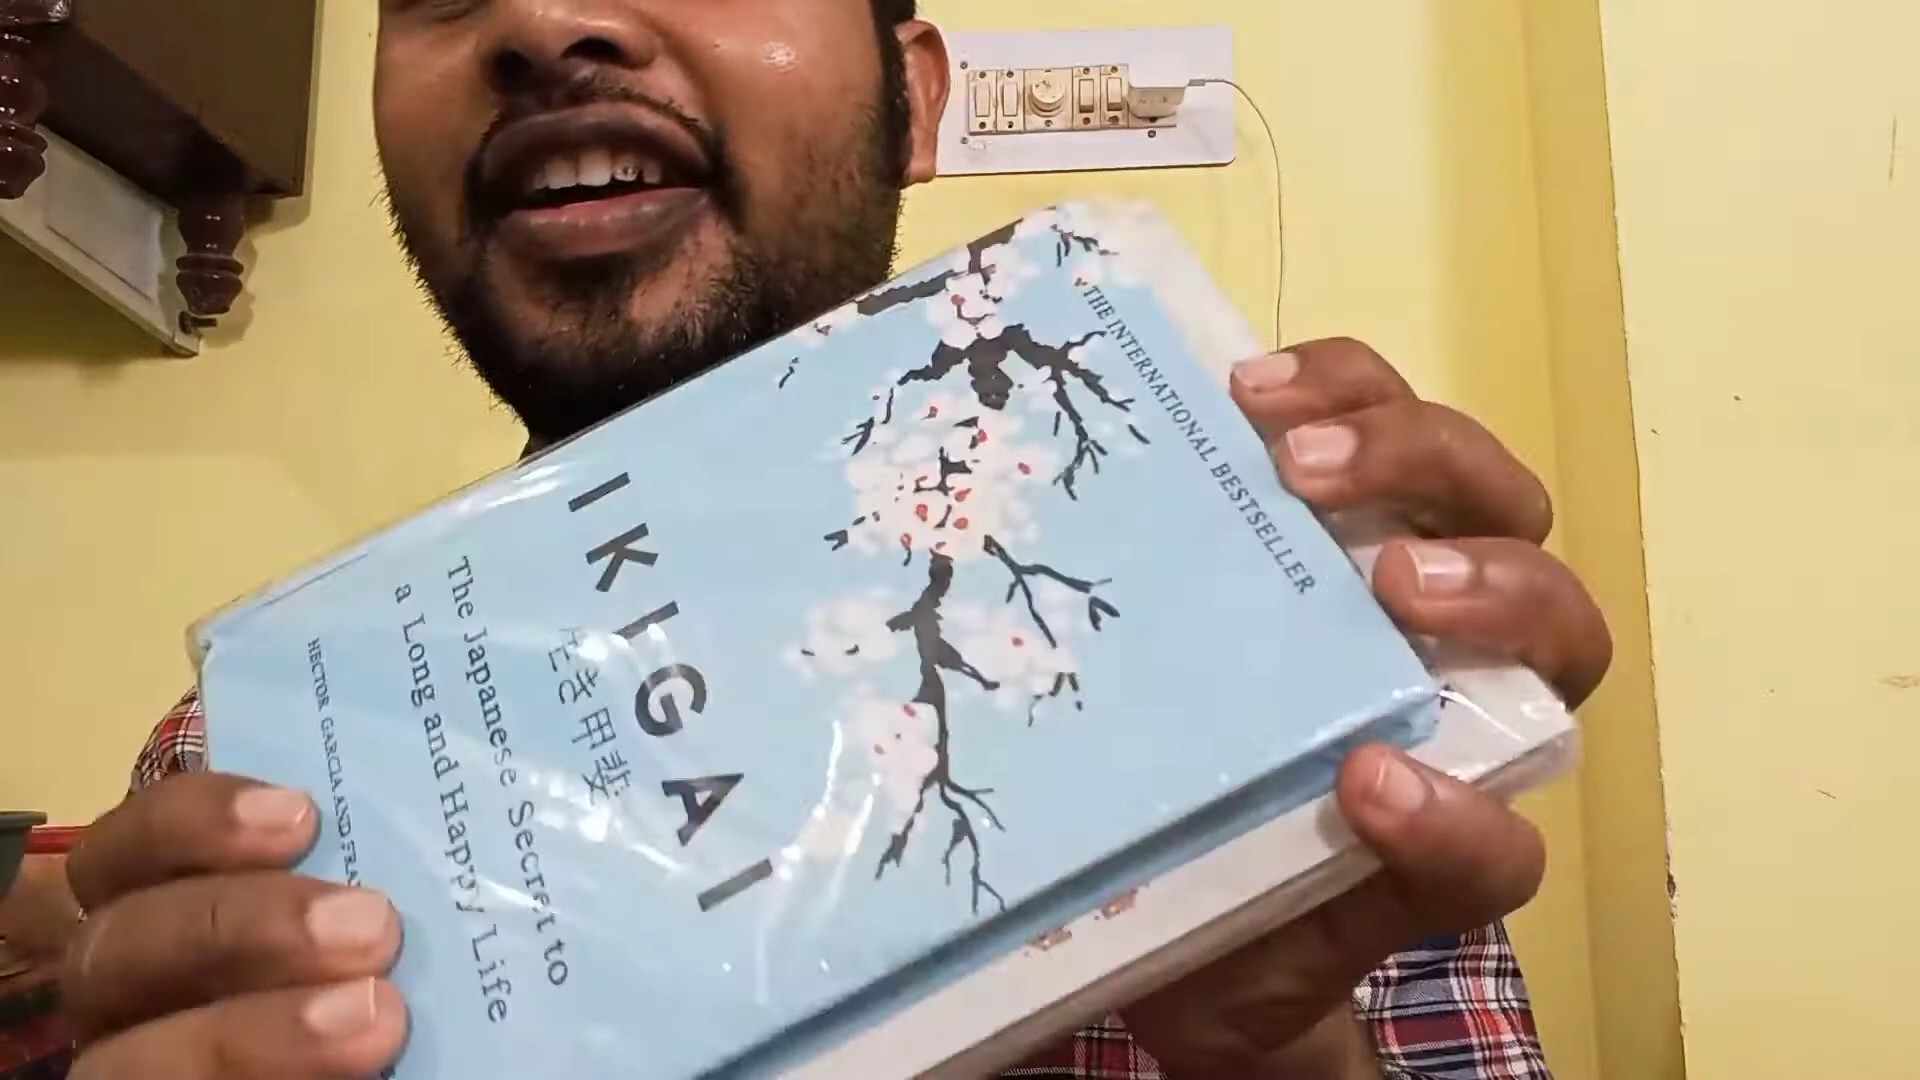 THE INTERNATIONAL BESTSELLER
IKIGAI
生き甲斐
The Japanese Secret to
a Long and Happy Life
HECTOR GARCIA AND